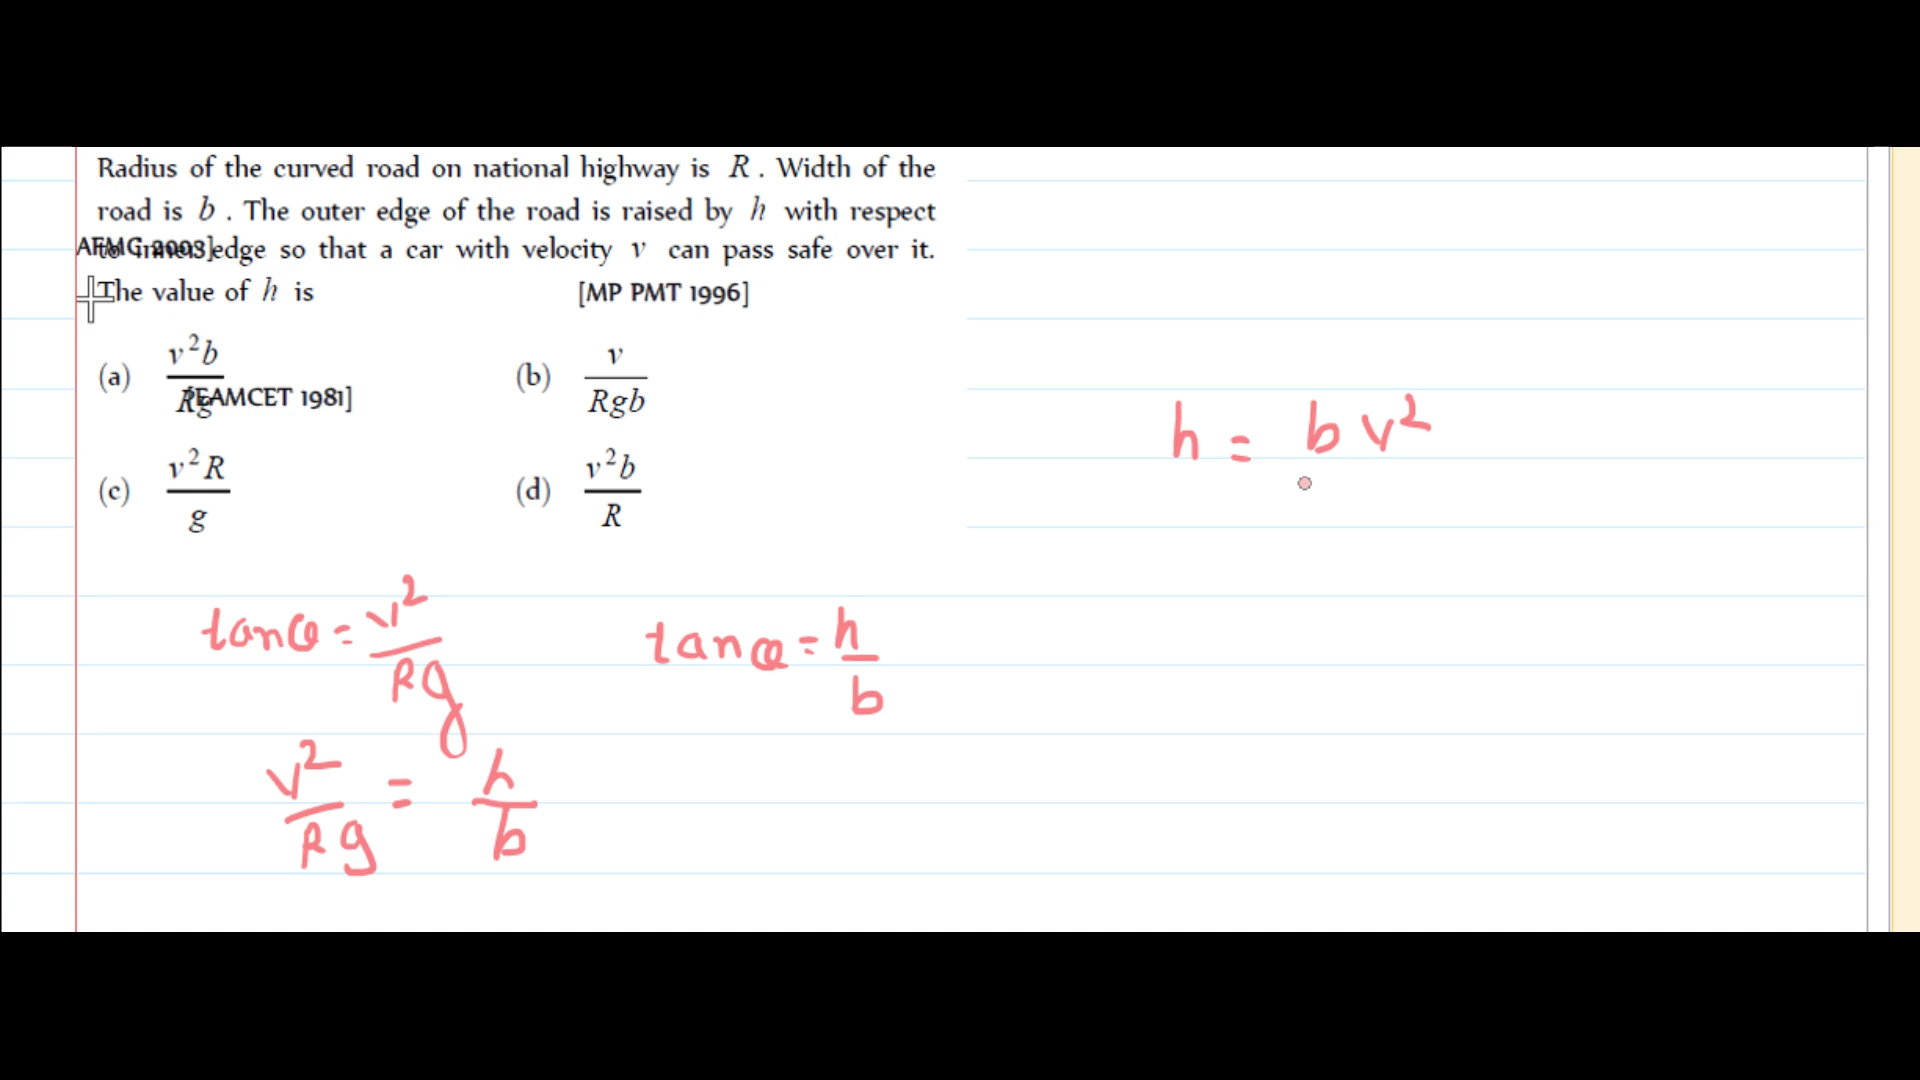 Radius of the curved road on national highway is R . Width of the
road is b . The outer edge of the road is raised by h with respect
AFMC 2003]
to inner edge so that a car with velocity v can pass safe over it.
The value of h is [MP PMT 1996]
(a) v²b / Rg (b) v / Rgb
[EAMCET 1981]
(c) v²R / g (d) v²b / R
h = b v²
tanθ = v² / Rg tanθ = h / b
v² / Rg = h / b